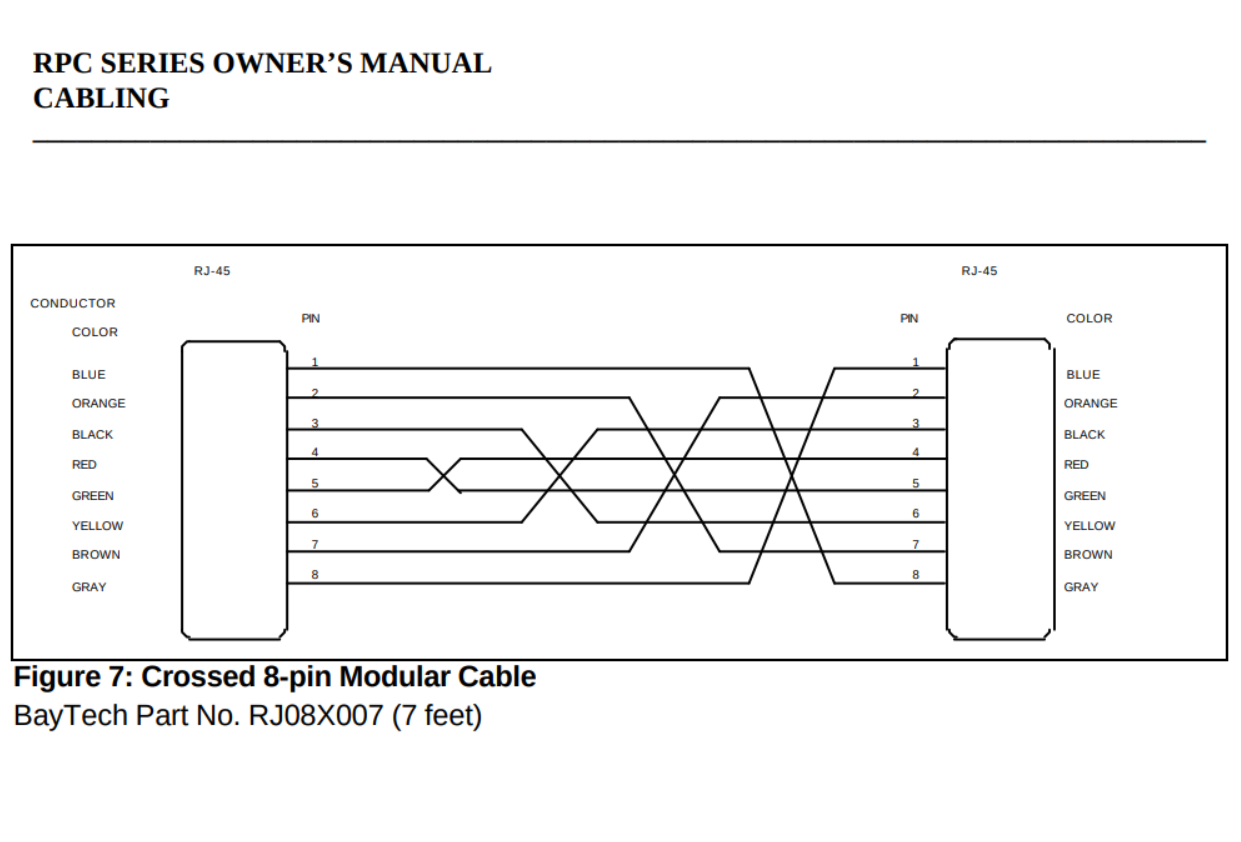 RPC SERIES OWNER’S MANUAL
CABLING
RJ-45 RJ-45
CONDUCTOR
PIN PIN COLOR
COLOR
1 1
BLUE BLUE
2 2
ORANGE ORANGE
3 3
BLACK BLACK
4 4
RED RED
5 5
GREEN GREEN
6 6
YELLOW YELLOW
7 7
BROWN BROWN
8 8
GRAY GRAY
Figure 7: Crossed 8-pin Modular Cable
BayTech Part No. RJ08X007 (7 feet)